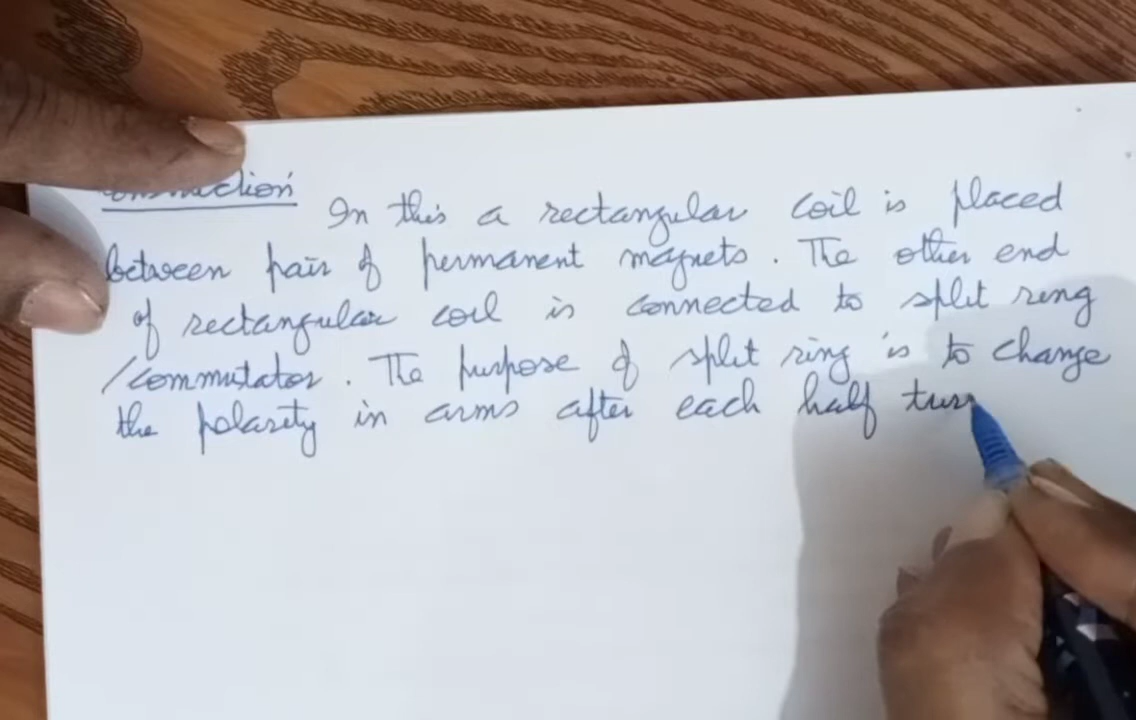 Construction:
In this a rectangular coil is placed
between pair of permanent magnets. The other end
of rectangular coil is connected to split ring
/commutator. The purpose of split ring is to change
the polarity in arms after each half turn